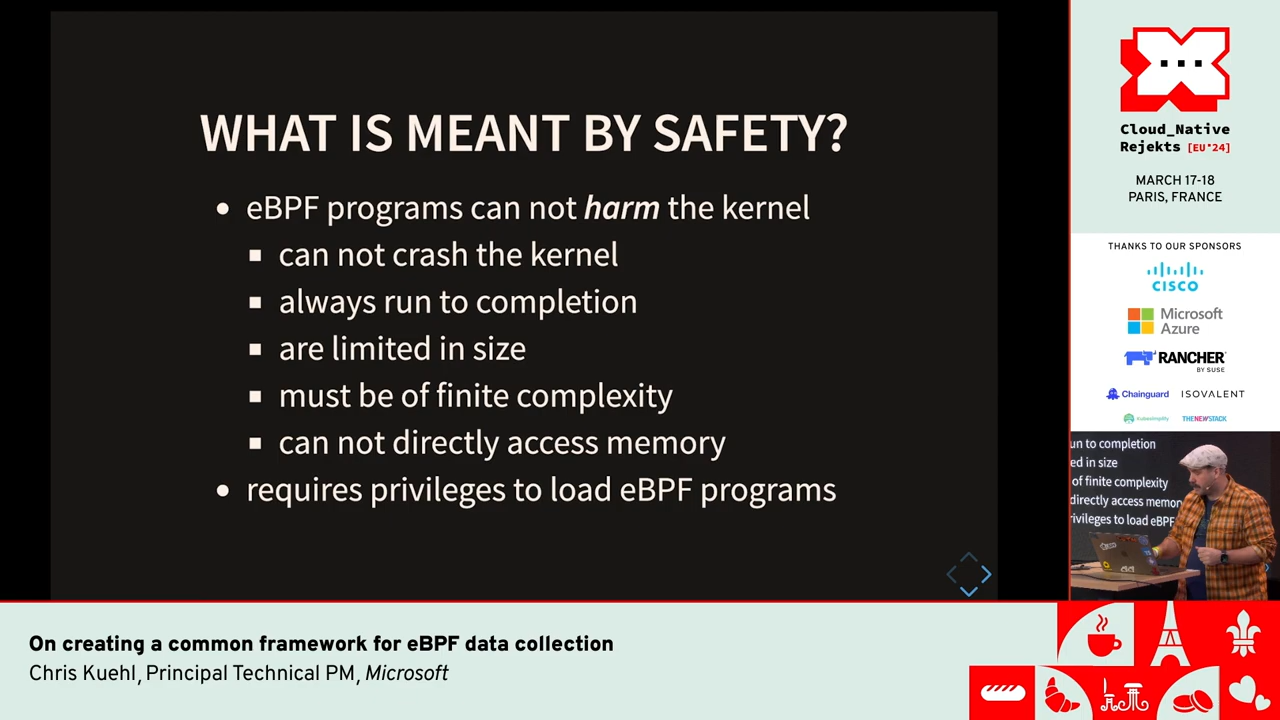 WHAT IS MEANT BY SAFETY?
eBPF programs can not harm the kernel
can not crash the kernel
always run to completion
are limited in size
must be of finite complexity
can not directly access memory
requires privileges to load eBPF programs
Cloud_Native
Rejekts [EU'24]
MARCH 17-18
PARIS, FRANCE
THANKS TO OUR SPONSORS
CISCO
Microsoft
Azure
RANCHER
BY SUSE
Chainguard ISOVALENT
Kubesimplify THENEWSTACK
un to completion
ed in size
of finite complexity
directly access memor
rivileges to load eBPF
On creating a common framework for eBPF data collection
Chris Kuehl, Principal Technical PM, Microsoft